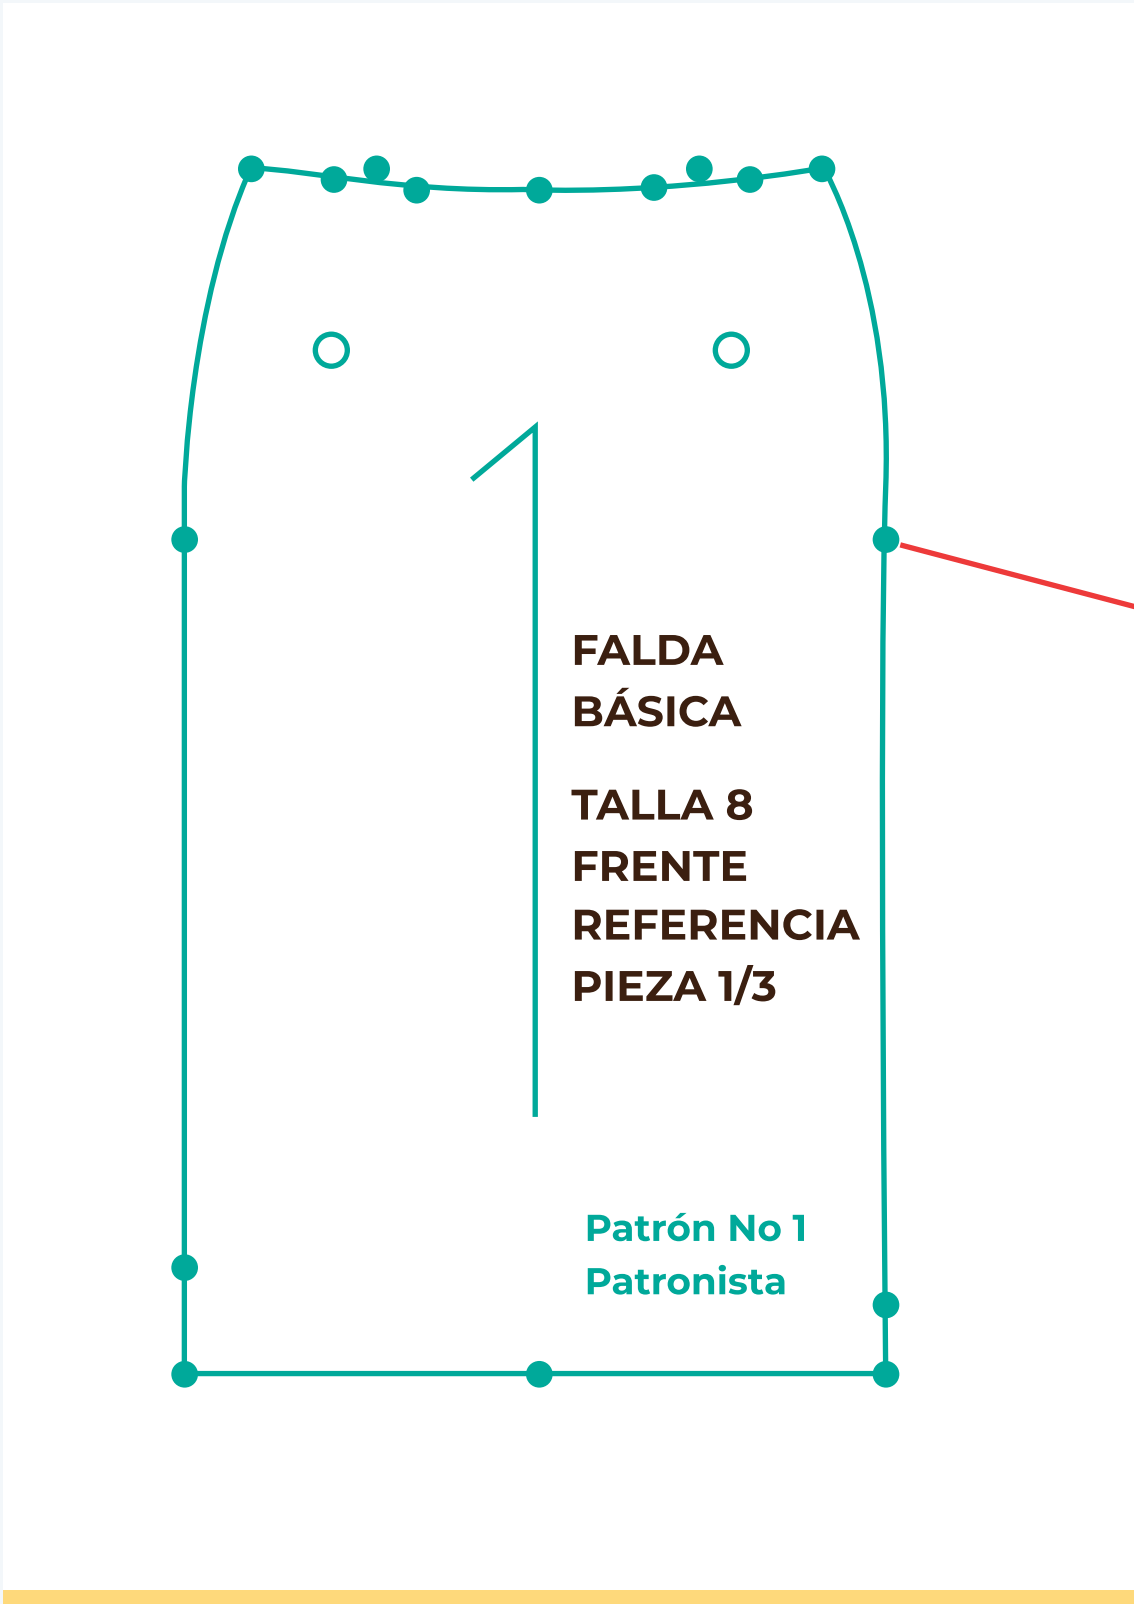 FALDA
BÁSICA
TALLA 8
FRENTE
REFERENCIA
PIEZA 1/3
Patrón No 1
Patronista